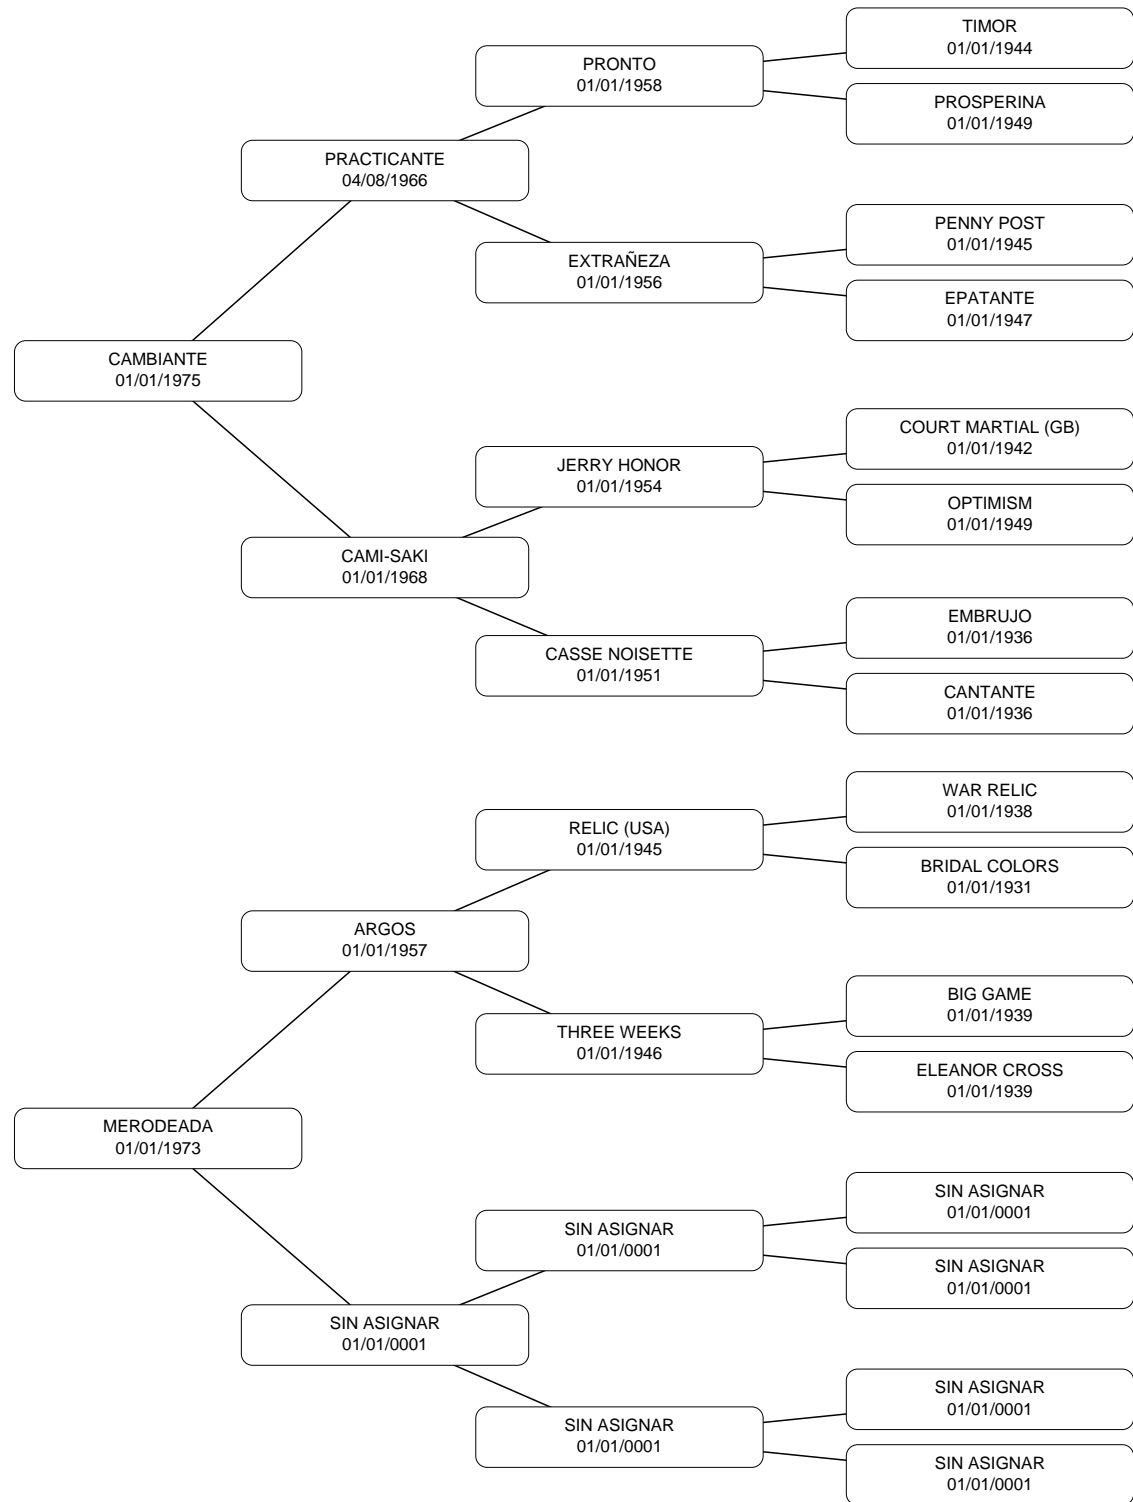 TIMOR
01/01/1944
PRONTO
01/01/1958
PROSPERINA
01/01/1949
PRACTICANTE
04/08/1966
PENNY POST
01/01/1945
EXTRAÑEZA
01/01/1956
EPATANTE
01/01/1947
CAMBIANTE
01/01/1975
COURT MARTIAL (GB)
01/01/1942
JERRY HONOR
01/01/1954
OPTIMISM
01/01/1949
CAMI-SAKI
01/01/1968
EMBRUJO
01/01/1936
CASSE NOISETTE
01/01/1951
CANTANTE
01/01/1936
WAR RELIC
01/01/1938
RELIC (USA)
01/01/1945
BRIDAL COLORS
01/01/1931
ARGOS
01/01/1957
BIG GAME
01/01/1939
THREE WEEKS
01/01/1946
ELEANOR CROSS
01/01/1939
MERODEADA
01/01/1973
SIN ASIGNAR
01/01/0001
SIN ASIGNAR
01/01/0001
SIN ASIGNAR
01/01/0001
SIN ASIGNAR
01/01/0001
SIN ASIGNAR
01/01/0001
SIN ASIGNAR
01/01/0001
SIN ASIGNAR
01/01/0001